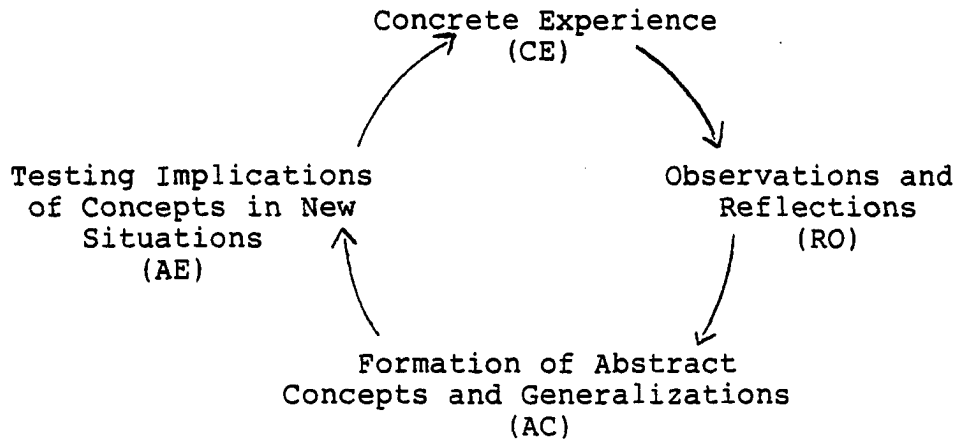 Concrete Experience
(CE)
Testing Implications
of Concepts in New
Situations
(AE)
Observations and
Reflections
(RO)
Formation of Abstract
Concepts and Generalizations
(AC)